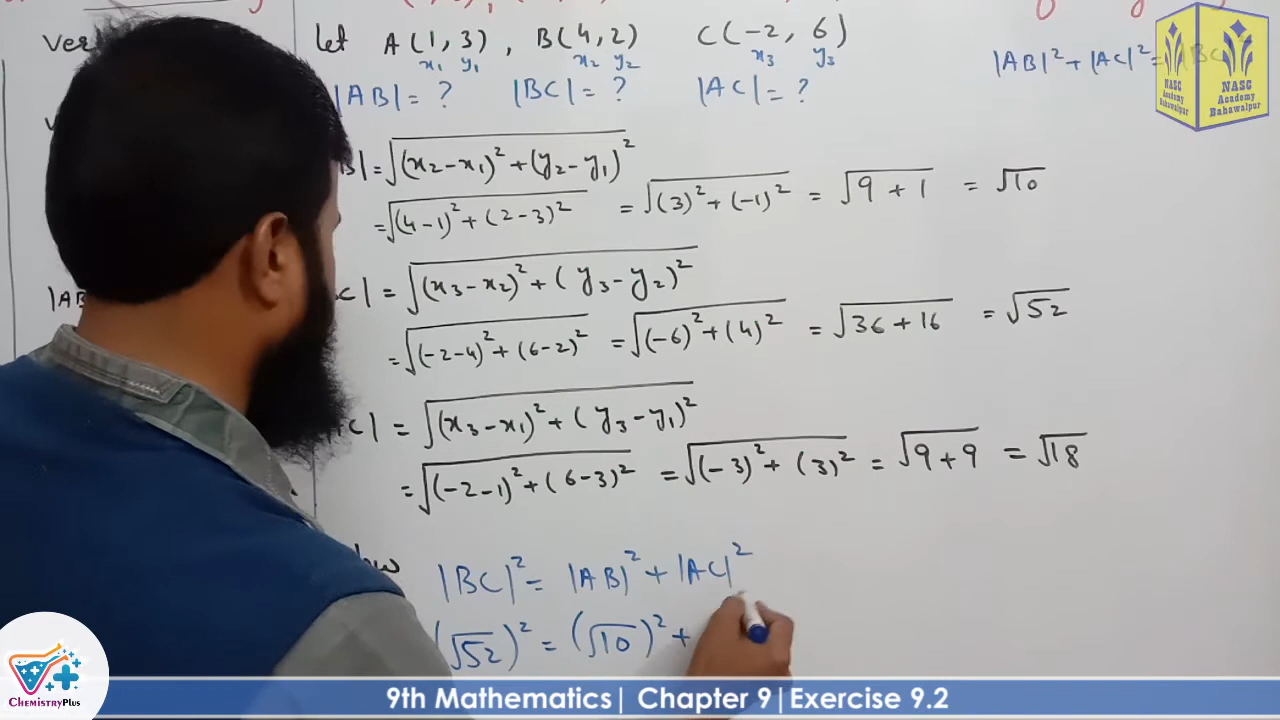 Let A(1, 3), B(4, 2) C(-2, 6)
x₁ y₁ x₂ y₂ x₃ y₃
|AB| = ? |BC| = ? |AC| = ?
|AB|² + |AC|² = |BC
NASC Academy Bahawalpur
NASC Academy Bahawalpur
B| = √(x₂-x₁)² + (y₂-y₁)²
= √(4-1)² + (2-3)² = √(3)² + (-1)² = √9 + 1 = √10
C| = √(x₃-x₂)² + (y₃-y₂)²
= √(-2-4)² + (6-2)² = √(-6)² + (4)² = √36 + 16 = √52
|AB
C| = √(x₃-x₁)² + (y₃-y₁)²
= √(-2-1)² + (6-3)² = √(-3)² + (3)² = √9 + 9 = √18
|BC|² = |AB|² + |AC|²
(√52)² = (√10)² +
CHEMISTRYPLUS
9th Mathematics| Chapter 9|Exercise 9.2